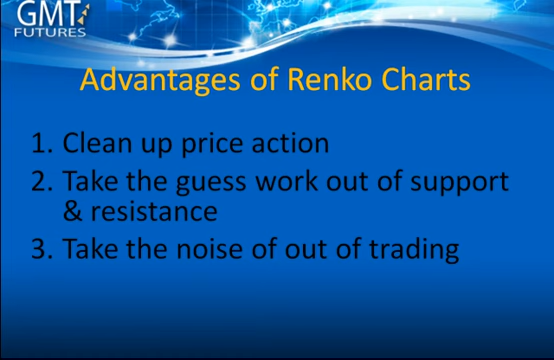 GMT
FUTURES
Advantages of Renko Charts
1. Clean up price action
2. Take the guess work out of support
& resistance
3. Take the noise of out of trading